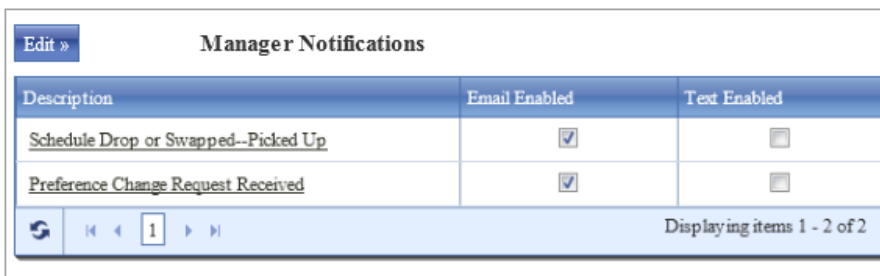 Edit » Manager Notifications
Description Email Enabled Text Enabled
Schedule Drop or Swapped--Picked Up
Preference Change Request Received
1 Displaying items 1 - 2 of 2